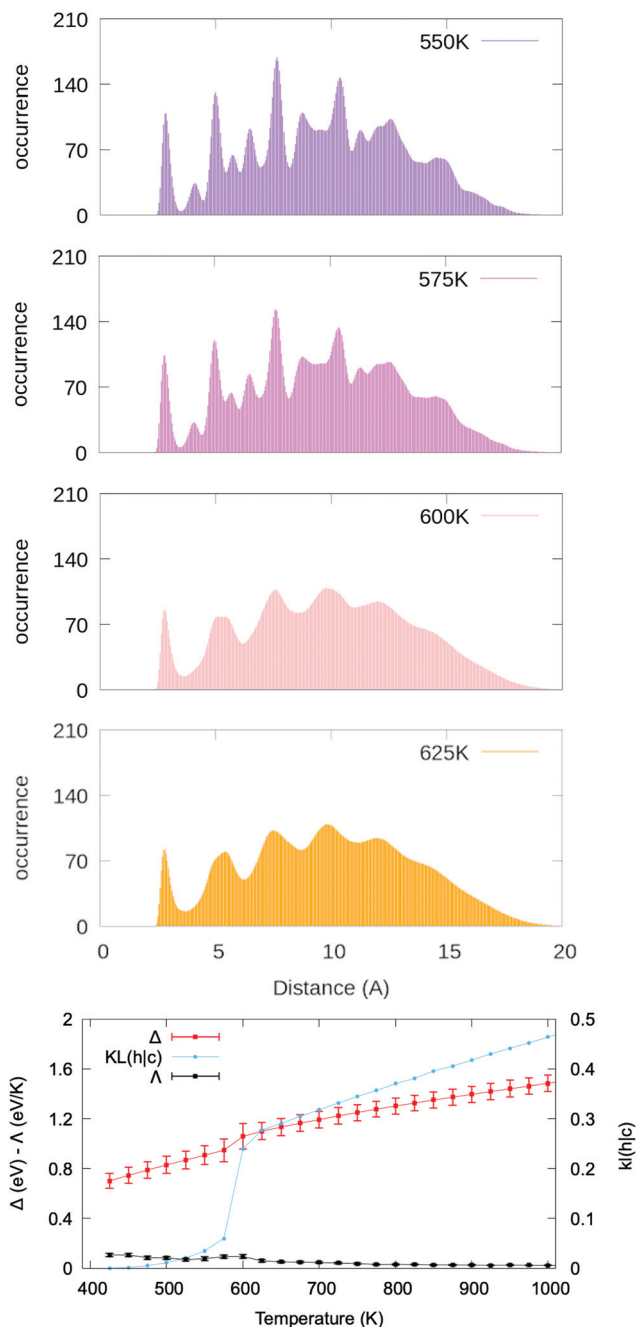 210
140
70
0
occurrence
550K
210
140
70
0
occurrence
575K
210
140
70
0
occurrence
600K
210
140
70
0
occurrence
625K
0 5 10 15 20
Distance (A)
2
1.6
1.2
0.8
0.4
0
Δ (eV) - Λ (eV/K)
Δ
KL(h|c)
Λ
0.5
0.4
0.3
0.2
0.1
0
kl(h|c)
400 500 600 700 800 900 1000
Temperature (K)